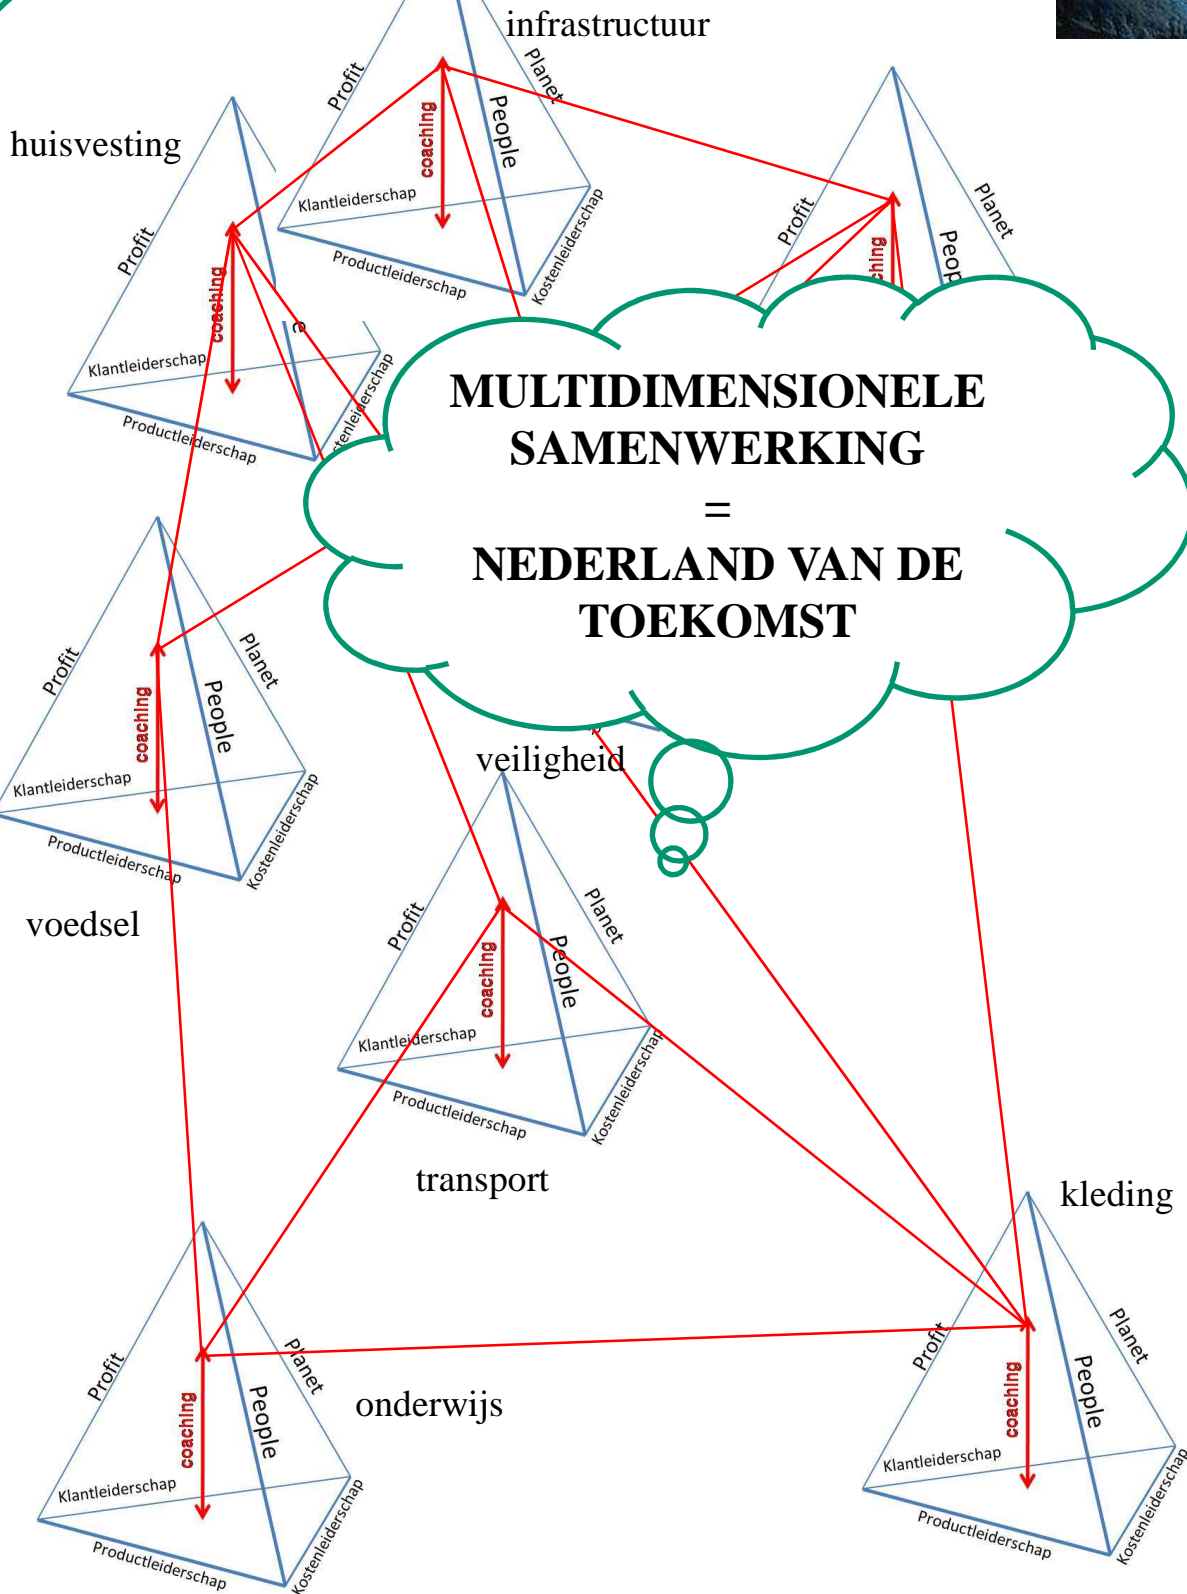 infrastructuur
Profit
Planet
People
coaching
Klantleiderschap
Productleiderschap
Kostenleiderschap
huisvesting
Profit
coaching
Klantleiderschap
Productleiderschap
Profit
Planet
MULTIDIMENSIONELE
SAMENWERKING
=
NEDERLAND VAN DE
TOEKOMST
Profit
Planet
People
coaching
Klantleiderschap
Productleiderschap
Kostenleiderschap
voedsel
veiligheid
Profit
Planet
People
coaching
Klantleiderschap
Productleiderschap
Kostenleiderschap
transport
kleding
Profit
Planet
People
coaching
Klantleiderschap
Productleiderschap
Kostenleiderschap
onderwijs
Profit
Planet
People
coaching
Klantleiderschap
Productleiderschap
Kostenleiderschap